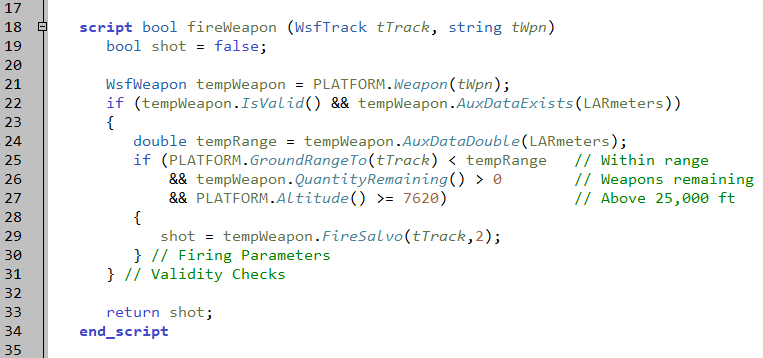 17
18 script bool fireWeapon (WsfTrack tTrack, string tWpn)
19 bool shot = false;
20
21 WsfWeapon tempWeapon = PLATFORM.Weapon(tWpn);
22 if (tempWeapon.IsValid() && tempWeapon.AuxDataExists(LARmeters))
23 {
24 double tempRange = tempWeapon.AuxDataDouble(LARmeters);
25 if (PLATFORM.GroundRangeTo(tTrack) < tempRange // Within range
26 && tempWeapon.QuantityRemaining() > 0 // Weapons remaining
27 && PLATFORM.Altitude() >= 7620) // Above 25,000 ft
28 {
29 shot = tempWeapon.FireSalvo(tTrack,2);
30 } // Firing Parameters
31 } // Validity Checks
32
33 return shot;
34 end_script
35